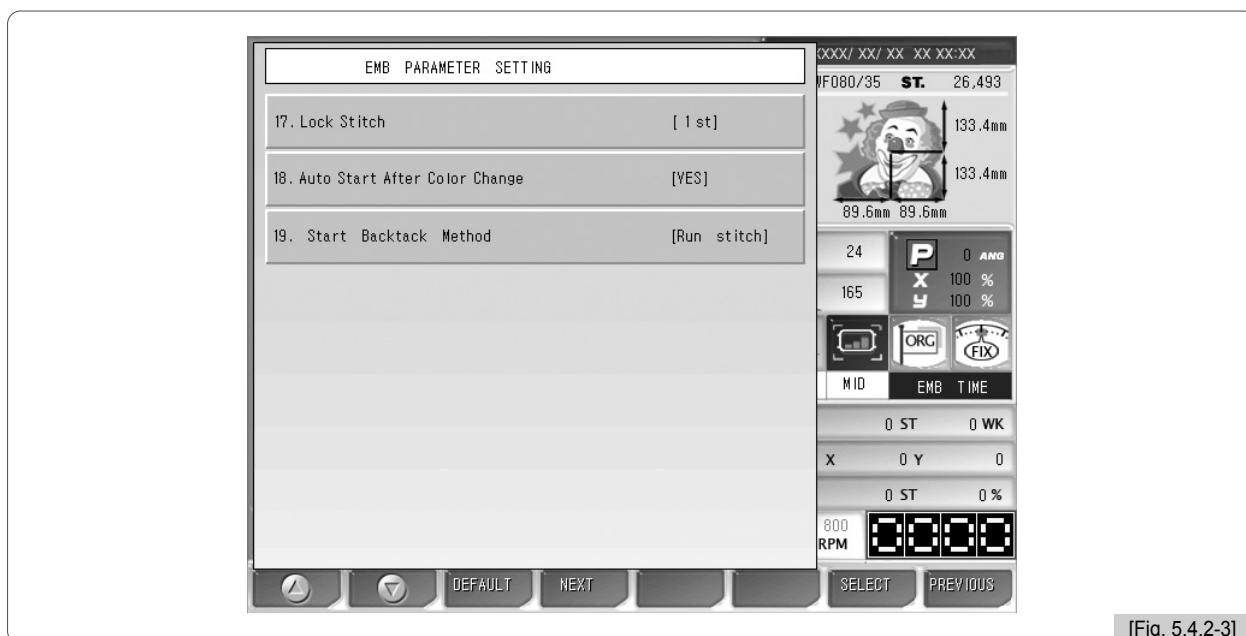 EMB PARAMETER SETTING
17. Lock Stitch [ 1 st]
18. Auto Start After Color Change [YES]
19. Start Backtack Method [Run stitch]
XXX/ XX/ XX XX XX:XX
F080/35 ST. 26,493
133.4mm
133.4mm
89.6mm 89.6mm
24
165
P 0 ANG
X 100 %
Y 100 %
ORG
FIX
MID
EMB TIME
0 ST 0 WK
X 0 Y 0
0 ST 0 %
800
RPM
0000
DEFAULT NEXT SELECT PREVIOUS
[Fig. 5.4.2-3]